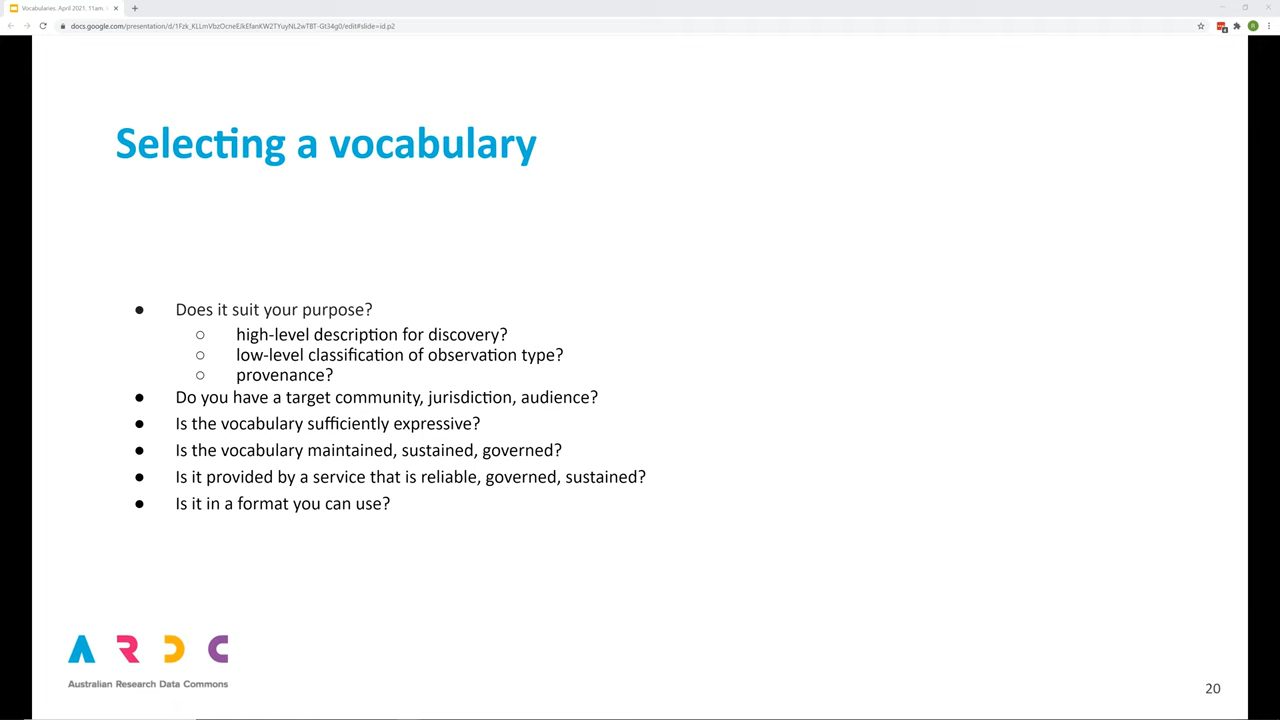 Vocabularies. April 2021, 11am.
docs.google.com/presentation/d/1Fzk_KLLmVbzOcneEJkEfanKW2TYuyNL2wTBT-Gt34g0/edit#slide=id.p2
Selecting a vocabulary
● Does it suit your purpose?
○ high-level description for discovery?
○ low-level classification of observation type?
○ provenance?
● Do you have a target community, jurisdiction, audience?
● Is the vocabulary sufficiently expressive?
● Is the vocabulary maintained, sustained, governed?
● Is it provided by a service that is reliable, governed, sustained?
● Is it in a format you can use?
ARDC
Australian Research Data Commons
20